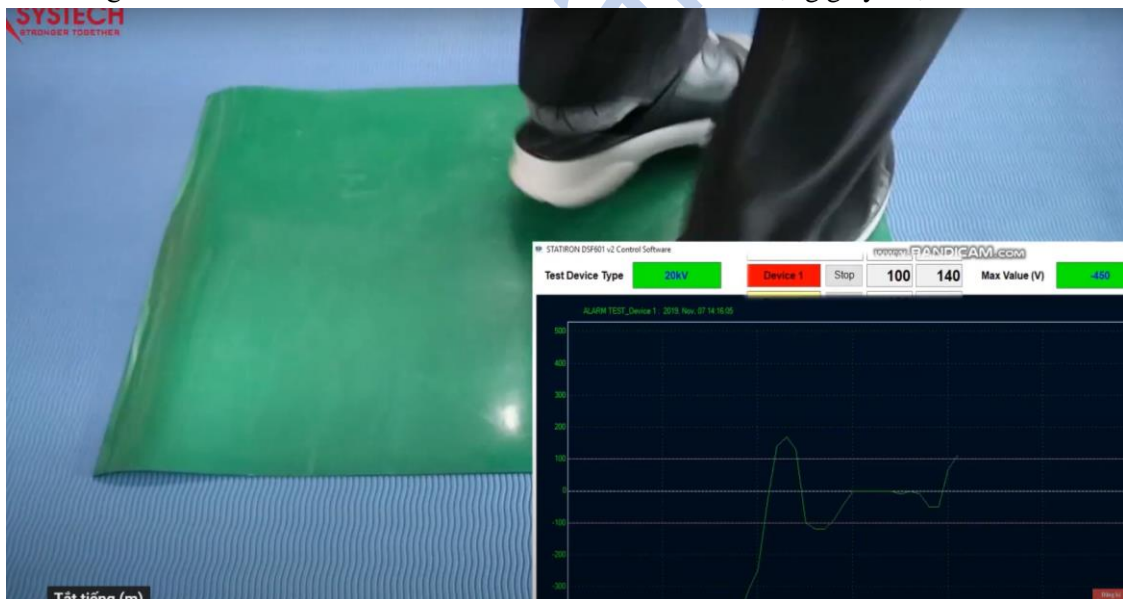 SYSTECH
STRONGER TOGETHER
STATIRON DSF601 v2 Control Software
www.BANDICAM.com
Test Device Type
20kV
Device 1
Stop
100
140
Max Value (V)
-450
ALARM TEST_Device 1 : 2019. Nov. 07 14:16:05
500
400
300
200
100
0
-100
-200
-300
Tắt tiếng (m)